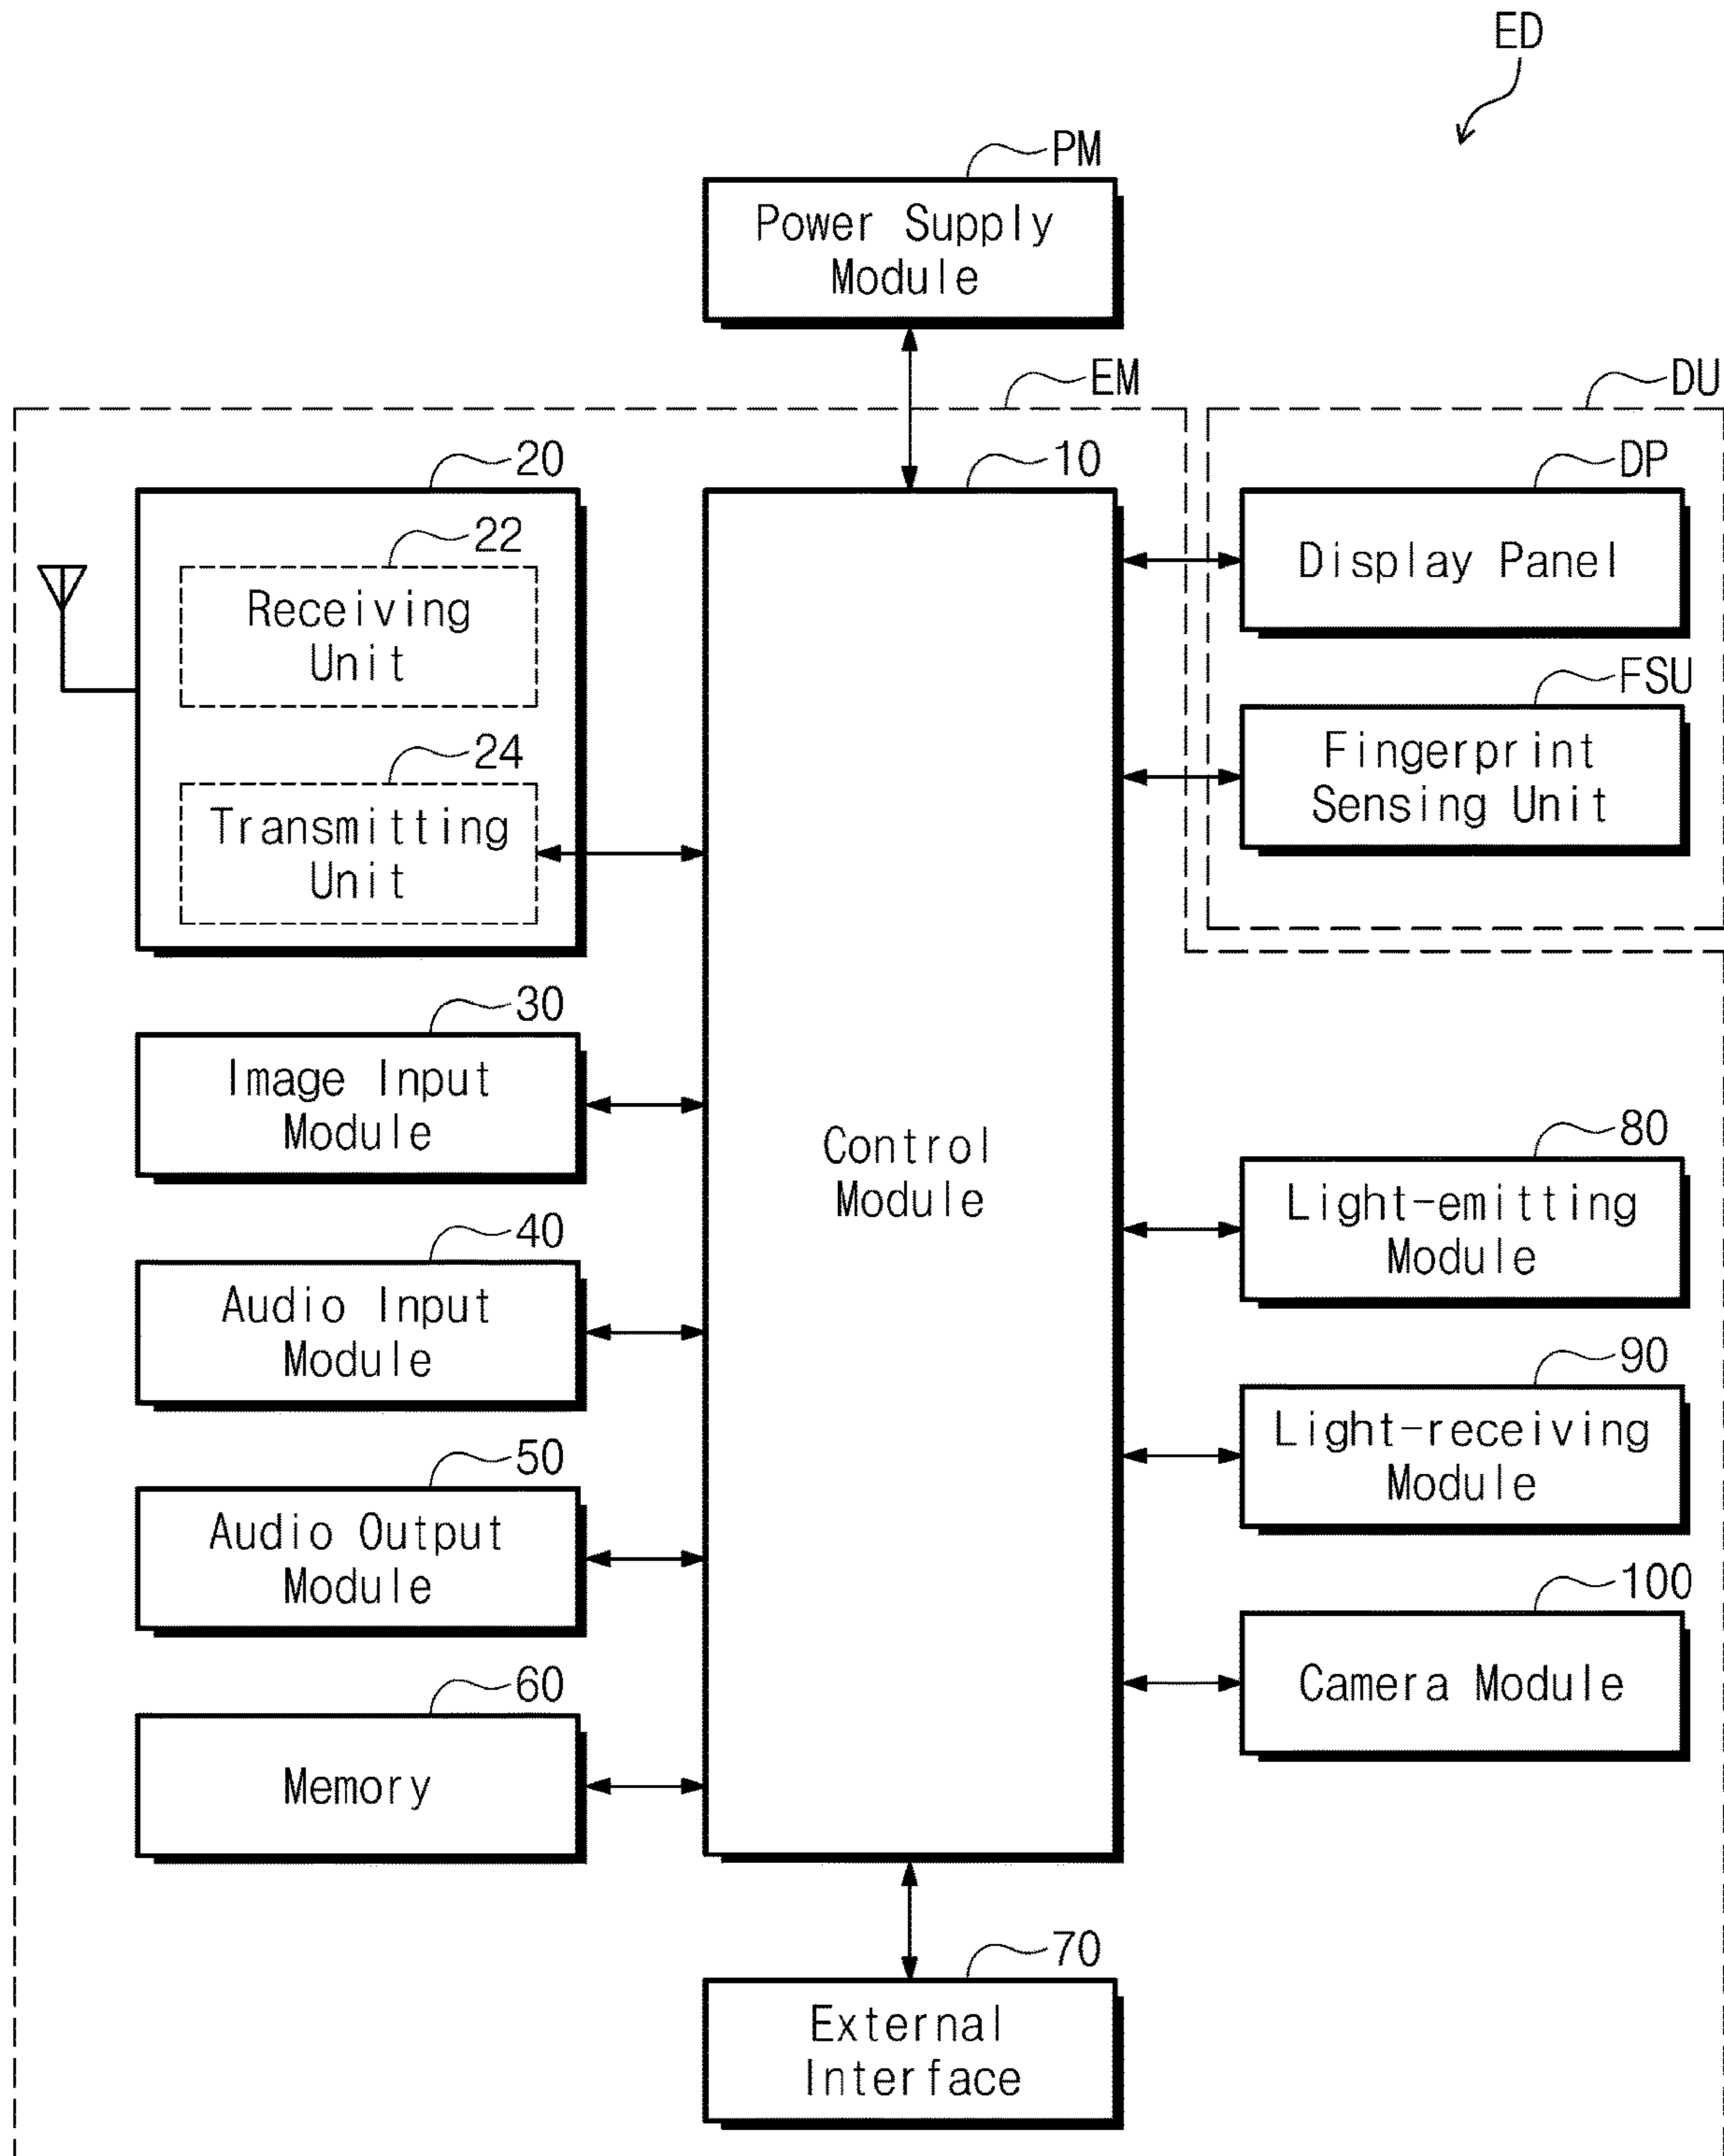 ED
PM
Power Supply
Module
EM
DU
20
10
DP
22
Receiving
Unit
Display Panel
FSU
24
Transmitting
Unit
Fingerprint
Sensing Unit
30
Image Input
Module
Control
Module
80
Light-emitting
Module
40
Audio Input
Module
90
Light-receiving
Module
50
Audio Output
Module
100
Camera Module
60
Memory
70
External
Interface